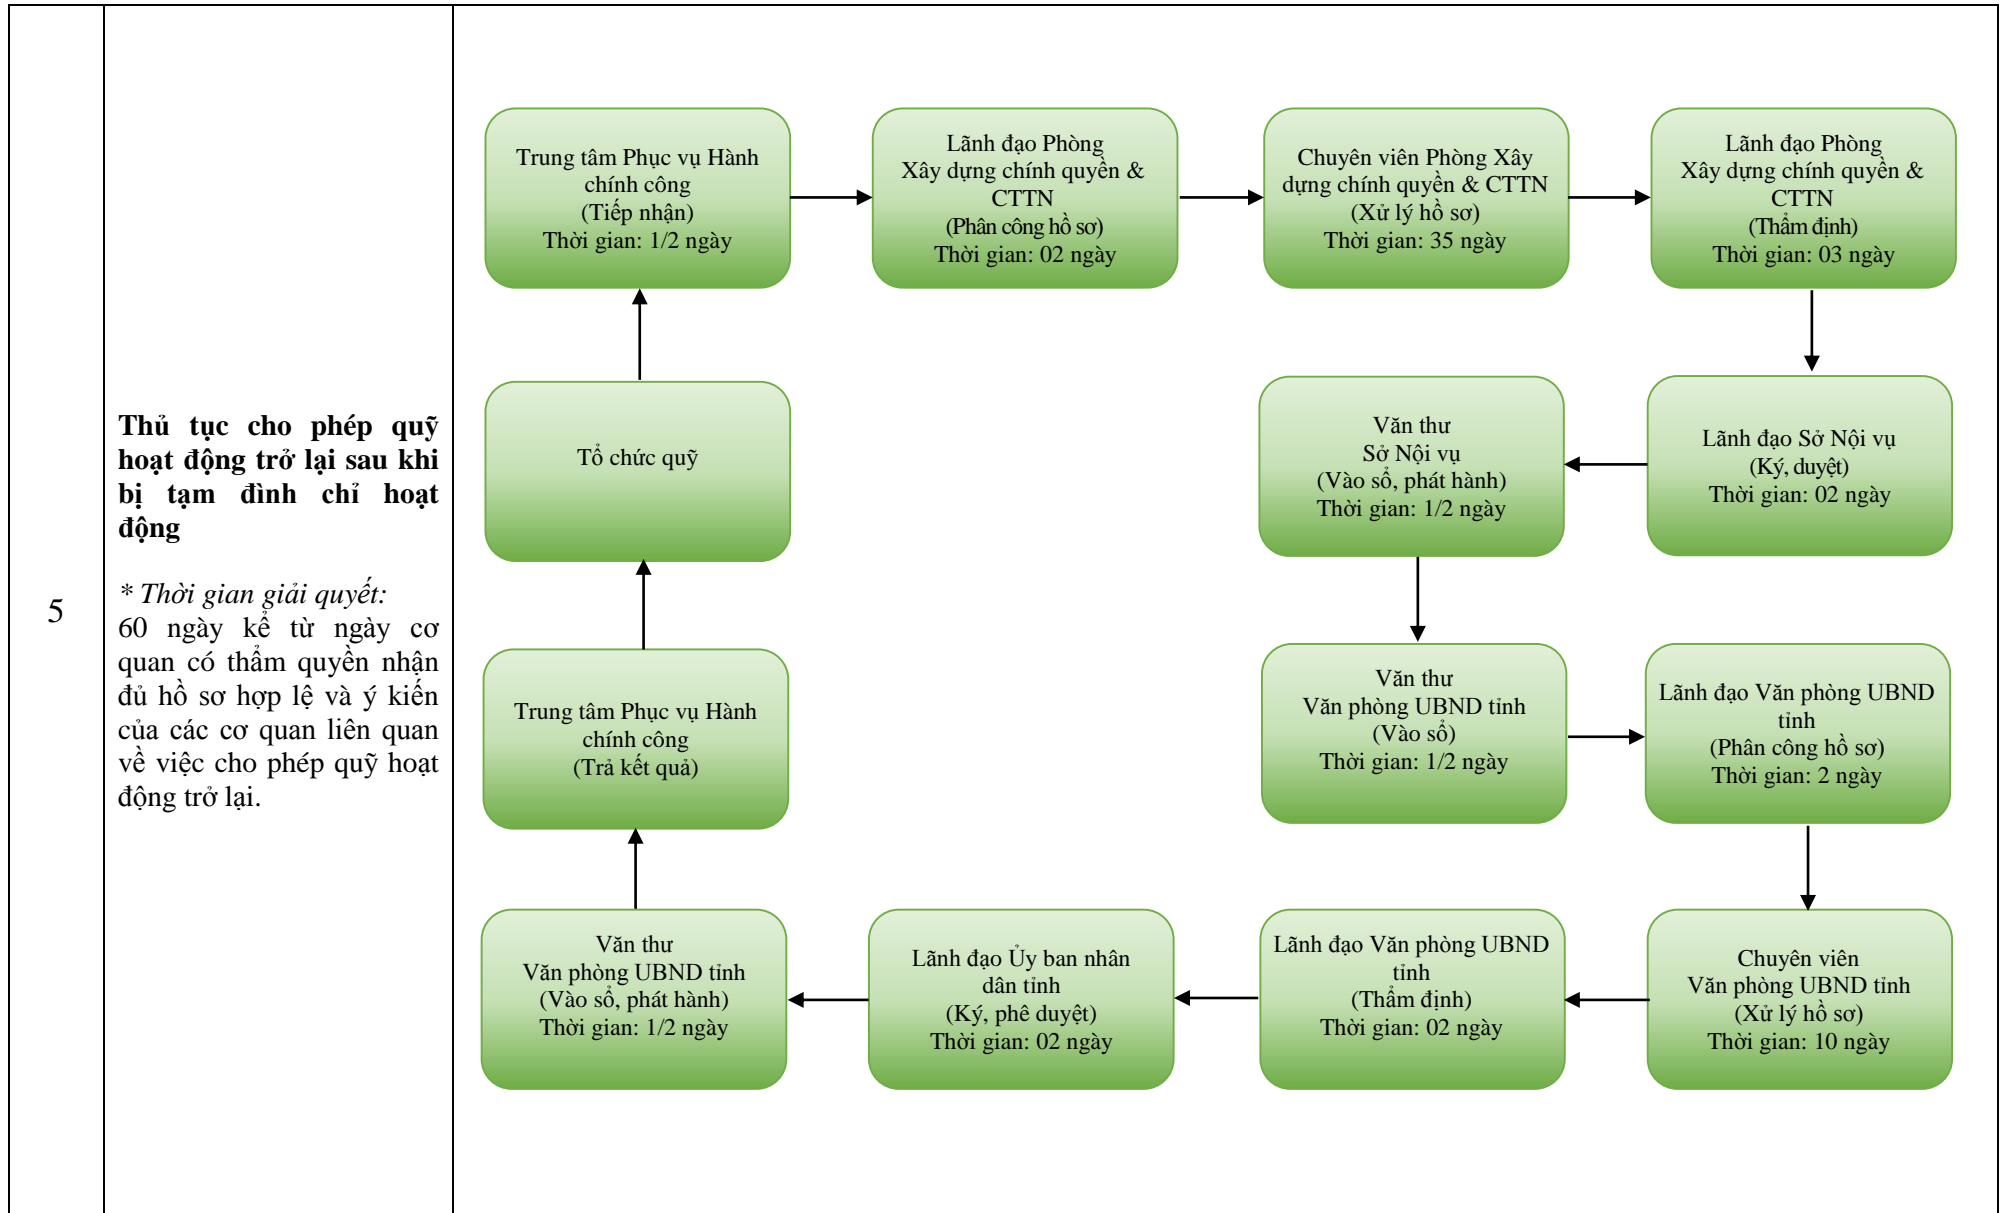 5
Thủ tục cho phép quỹ
hoạt động trở lại sau khi
bị tạm đình chỉ hoạt
động
* Thời gian giải quyết:
60 ngày kể từ ngày cơ
quan có thẩm quyền nhận
đủ hồ sơ hợp lệ và ý kiến
của các cơ quan liên quan
về việc cho phép quỹ hoạt
động trở lại.
Trung tâm Phục vụ Hành
chính công
(Tiếp nhận)
Thời gian: 1/2 ngày
Lãnh đạo Phòng
Xây dựng chính quyền &
CTTN
(Phân công hồ sơ)
Thời gian: 02 ngày
Chuyên viên Phòng Xây
dựng chính quyền & CTTN
(Xử lý hồ sơ)
Thời gian: 35 ngày
Lãnh đạo Phòng
Xây dựng chính quyền &
CTTN
(Thẩm định)
Thời gian: 03 ngày
Tổ chức quỹ
Văn thư
Sở Nội vụ
(Vào sổ, phát hành)
Thời gian: 1/2 ngày
Lãnh đạo Sở Nội vụ
(Ký, duyệt)
Thời gian: 02 ngày
Trung tâm Phục vụ Hành
chính công
(Trả kết quả)
Văn thư
Văn phòng UBND tỉnh
(Vào sổ)
Thời gian: 1/2 ngày
Lãnh đạo Văn phòng UBND
tỉnh
(Phân công hồ sơ)
Thời gian: 2 ngày
Văn thư
Văn phòng UBND tỉnh
(Vào sổ, phát hành)
Thời gian: 1/2 ngày
Lãnh đạo Ủy ban nhân
dân tỉnh
(Ký, phê duyệt)
Thời gian: 02 ngày
Lãnh đạo Văn phòng UBND
tỉnh
(Thẩm định)
Thời gian: 02 ngày
Chuyên viên
Văn phòng UBND tỉnh
(Xử lý hồ sơ)
Thời gian: 10 ngày